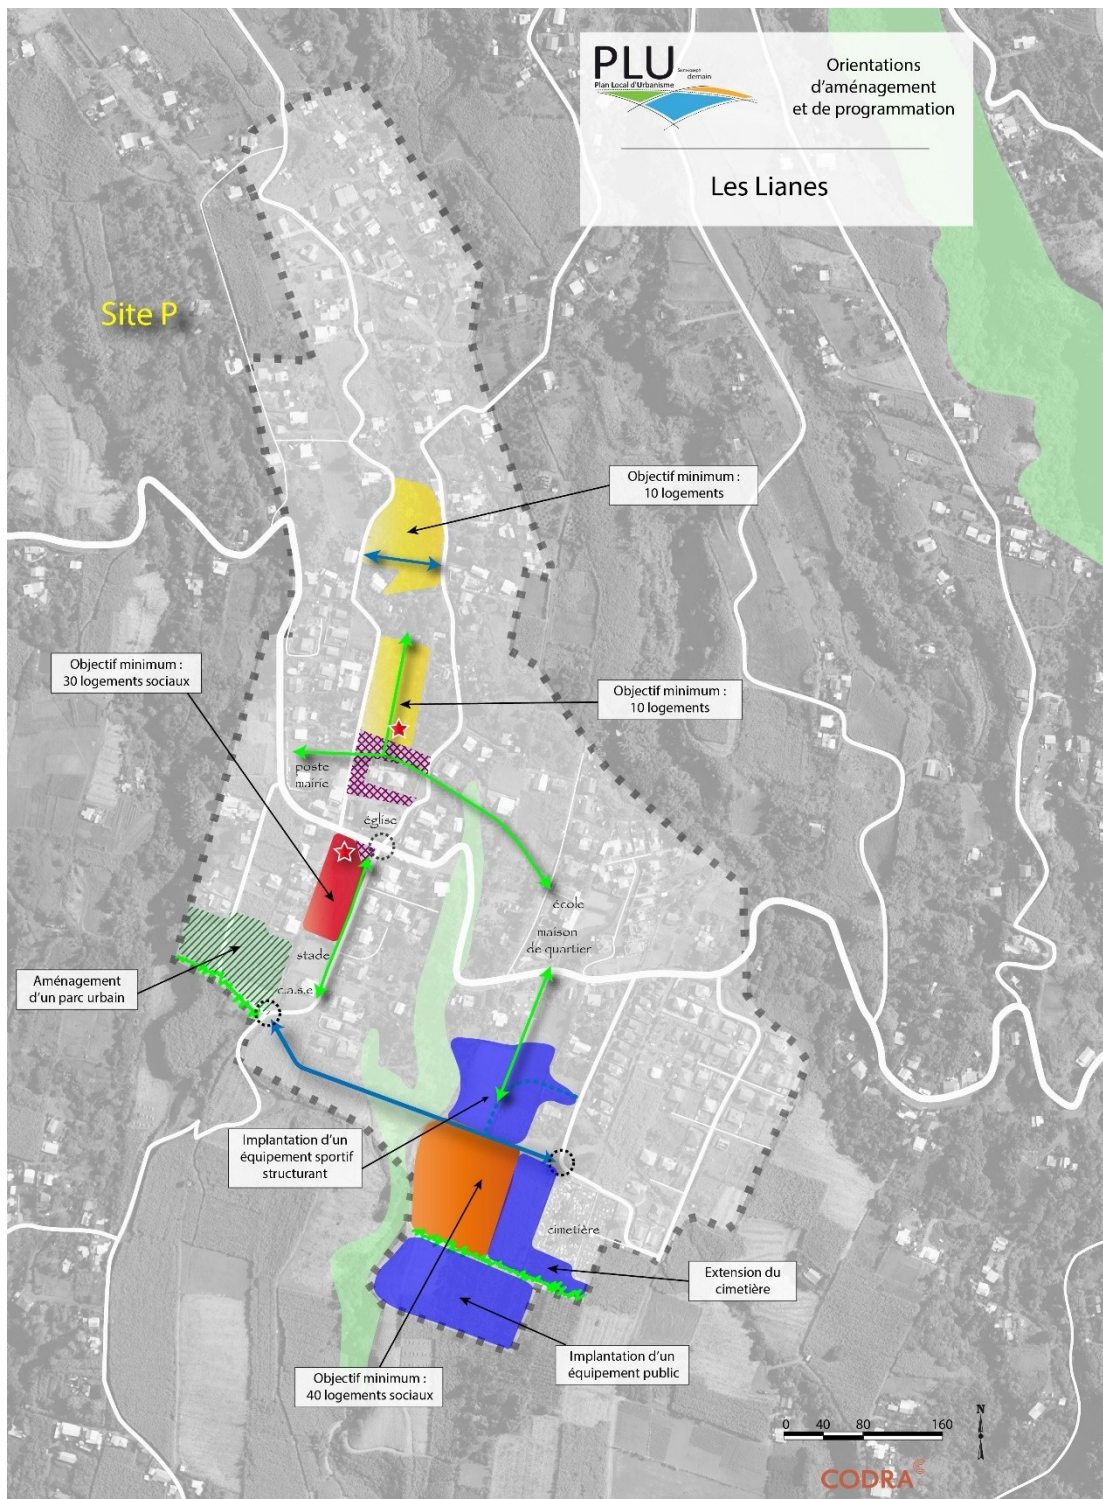 PLU
Plan Local d'Urbanisme
demain
Orientations
d'aménagement
et de programmation
Les Lianes
Site P
Objectif minimum :
10 logements
Objectif minimum :
30 logements sociaux
Objectif minimum :
10 logements
poste
mairie
église
école
maison
de quartier
stade
c.a.s.e
Aménagement
d'un parc urbain
Implantation d'un
équipement sportif
structurant
cimetière
Extension du
cimetière
Implantation d'un
équipement public
Objectif minimum :
40 logements sociaux
0 40 80 160
N
CODRA